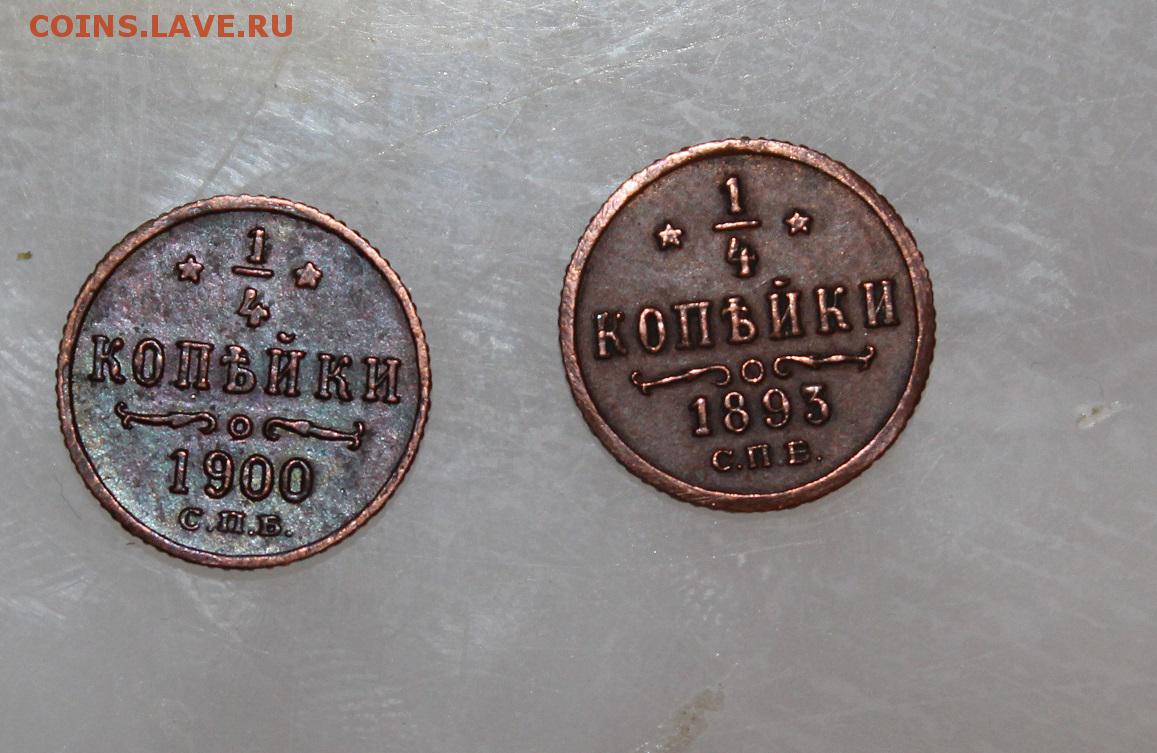 COINS.LAVE.RU
1
4
КОПѢЙКИ
1900
С.П.Б.
1
4
КОПѢЙКИ
1893
С.П.Б.